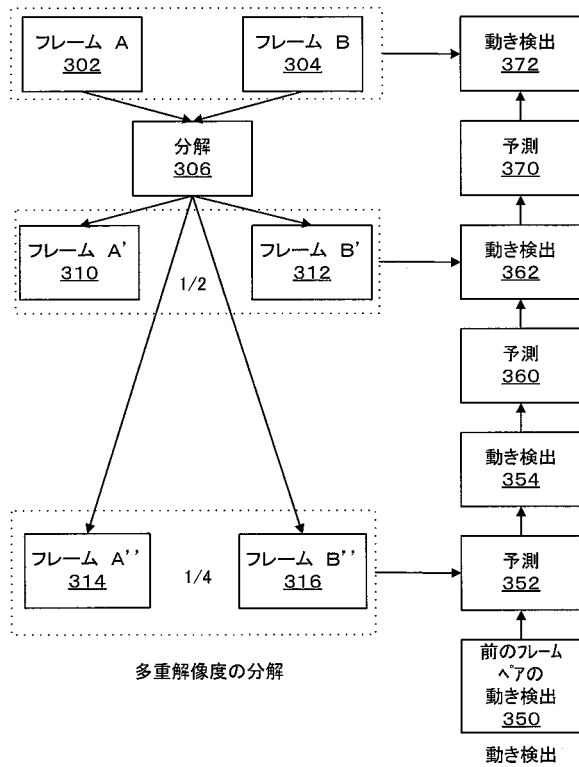 フレーム A
302
フレーム B
304
動き検出
372
分解
306
予測
370
フレーム A'
310
1/2
フレーム B'
312
動き検出
362
予測
360
動き検出
354
フレーム A''
314
1/4
フレーム B''
316
予測
352
多重解像度の分解
前のフレーム
ペアの
動き検出
350
動き検出